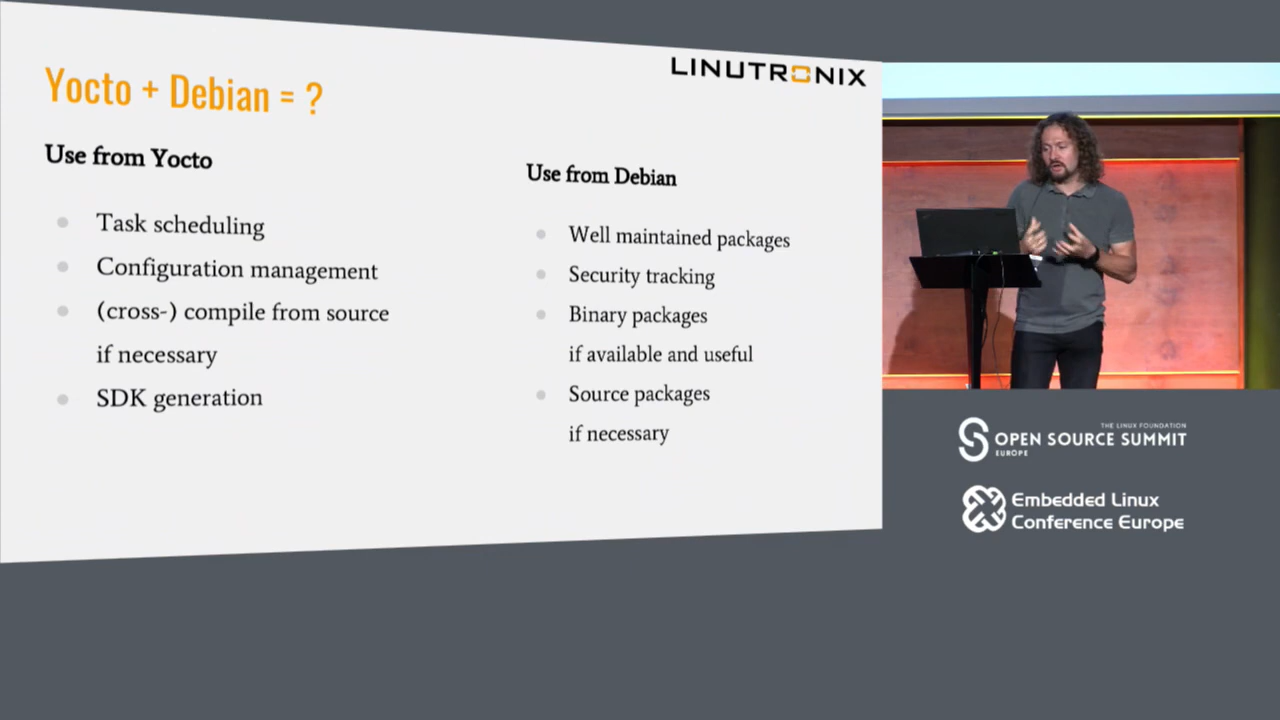 Yocto + Debian = ?
LINUTRONIX
Use from Yocto
Task scheduling
Configuration management
(cross-) compile from source
if necessary
SDK generation
Use from Debian
Well maintained packages
Security tracking
Binary packages
if available and useful
Source packages
if necessary
THE LINUX FOUNDATION
OPEN SOURCE SUMMIT
EUROPE
Embedded Linux
Conference Europe